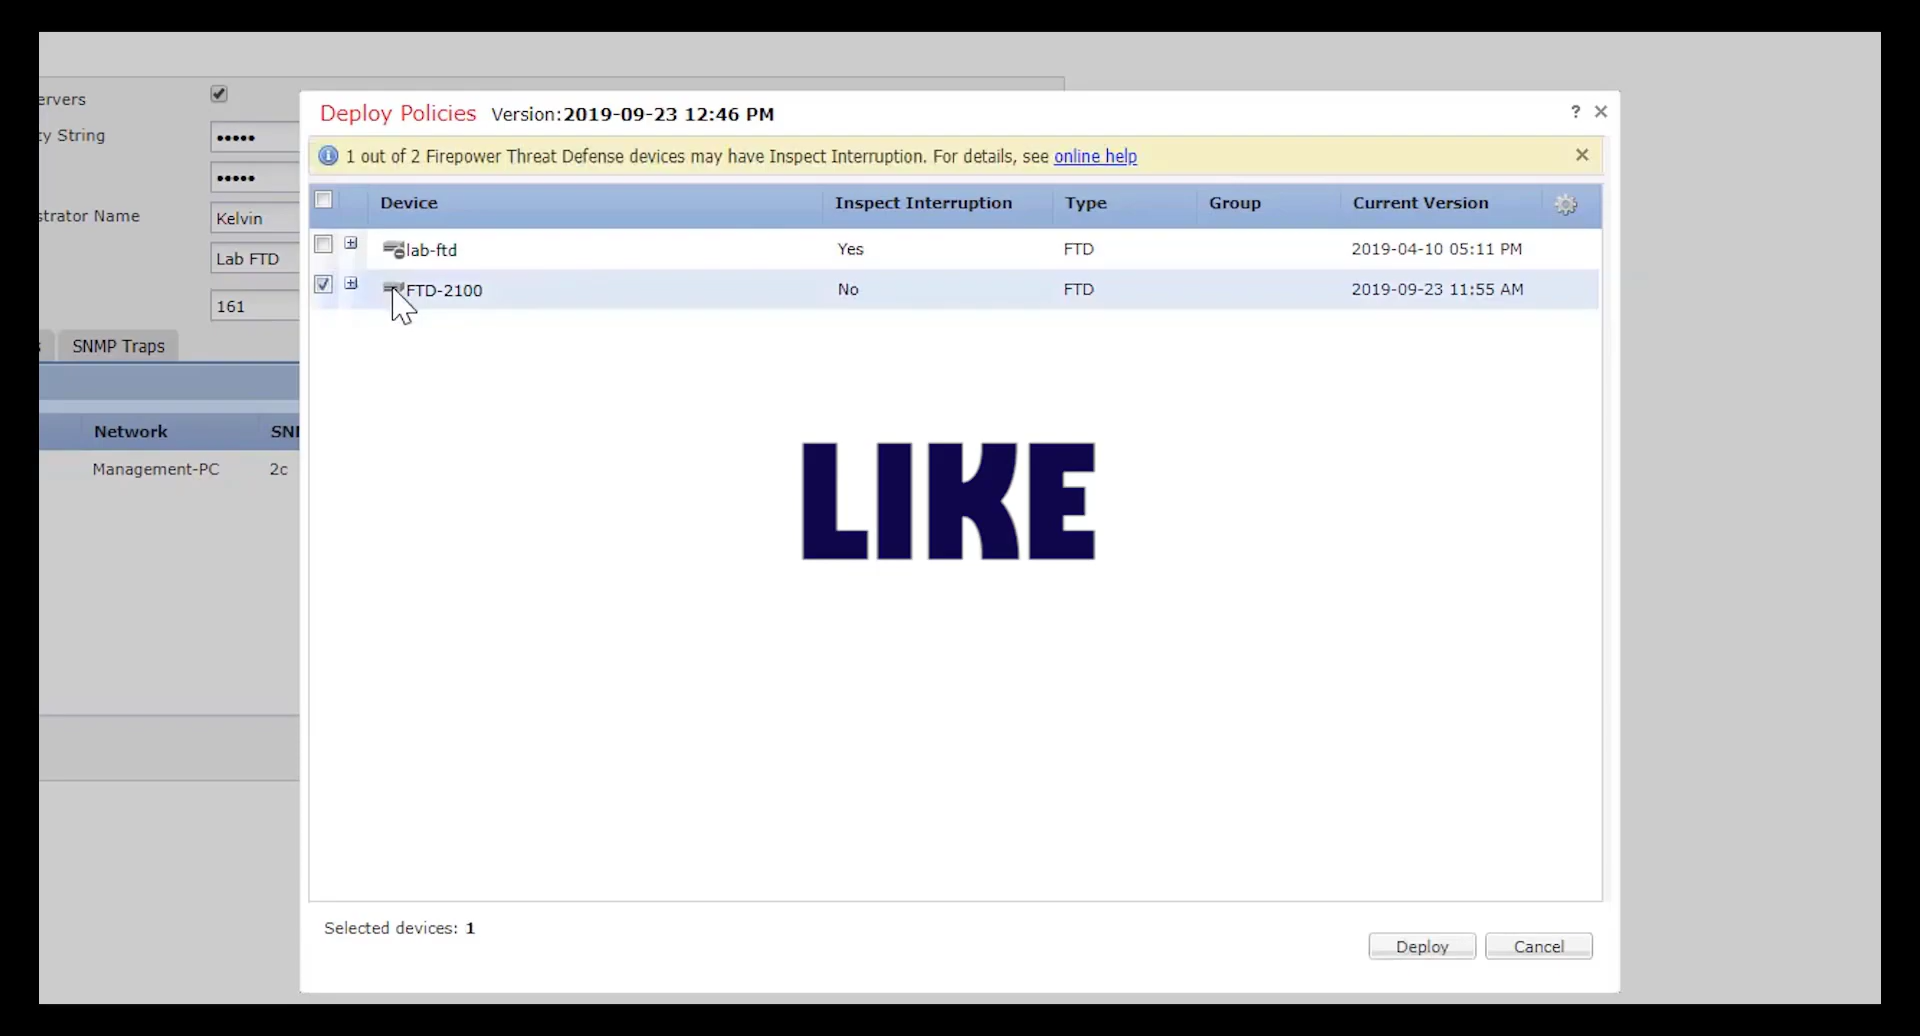 ervers
ty String
•••••
•••••
strator Name
Kelvin
Lab FTD
161
SNMP Traps
Network SNI
Management-PC 2c
Deploy Policies Version:2019-09-23 12:46 PM
? ×
1 out of 2 Firepower Threat Defense devices may have Inspect Interruption. For details, see online help
Device Inspect Interruption Type Group Current Version
lab-ftd Yes FTD 2019-04-10 05:11 PM
FTD-2100 No FTD 2019-09-23 11:55 AM
LIKE
Selected devices: 1
Deploy Cancel